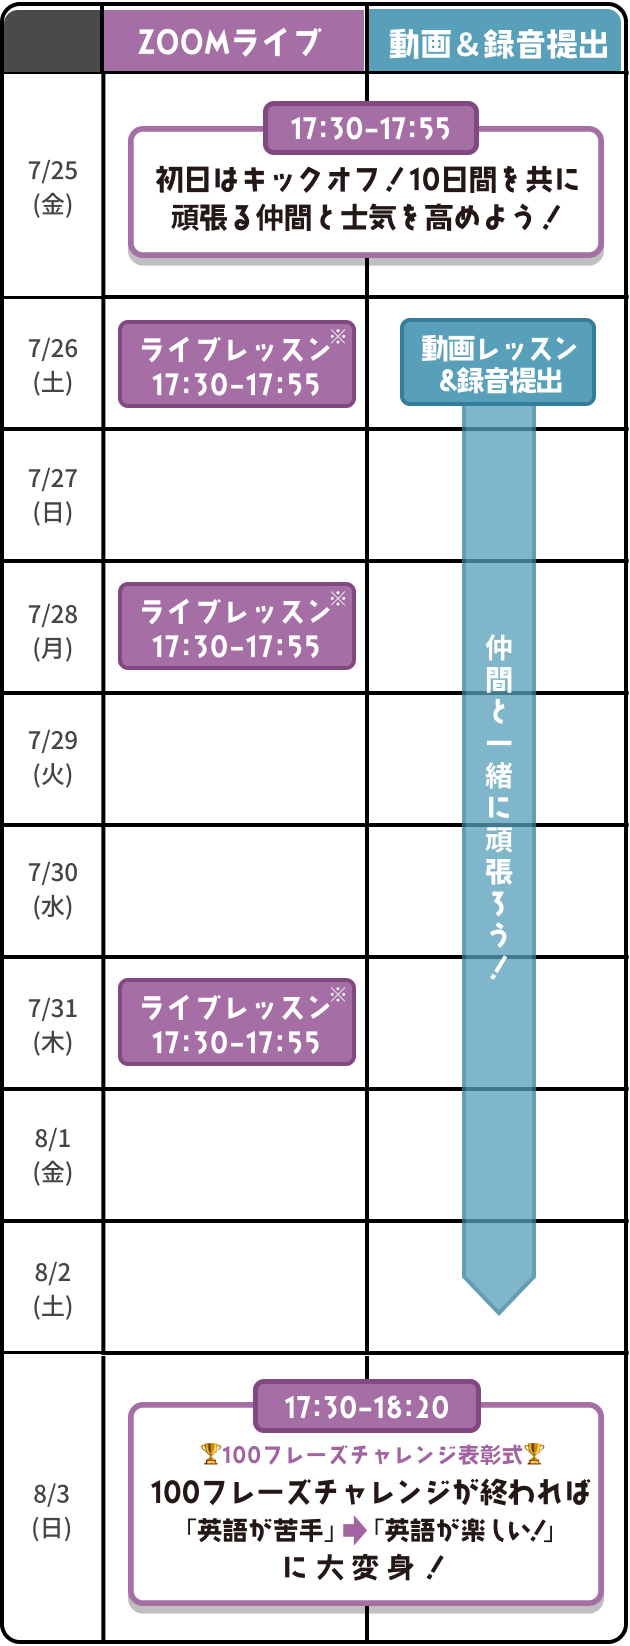 ZOOMライブ
動画＆録音提出
7/25
(金)
17:30-17:55
初日はキックオフ！10日間を共に
頑張る仲間と士気を高めよう！
7/26
(土)
ライブレッスン※
17:30-17:55
動画レッスン
&録音提出
7/27
(日)
7/28
(月)
ライブレッスン※
17:30-17:55
仲間と一緒に頑張ろう！
7/29
(火)
7/30
(水)
7/31
(木)
ライブレッスン※
17:30-17:55
8/1
(金)
8/2
(土)
8/3
(日)
17:30-18:20
🏆100フレーズチャレンジ表彰式🏆
100フレーズチャレンジが終われば
「英語が苦手」➡「英語が楽しい！」
に大変身！